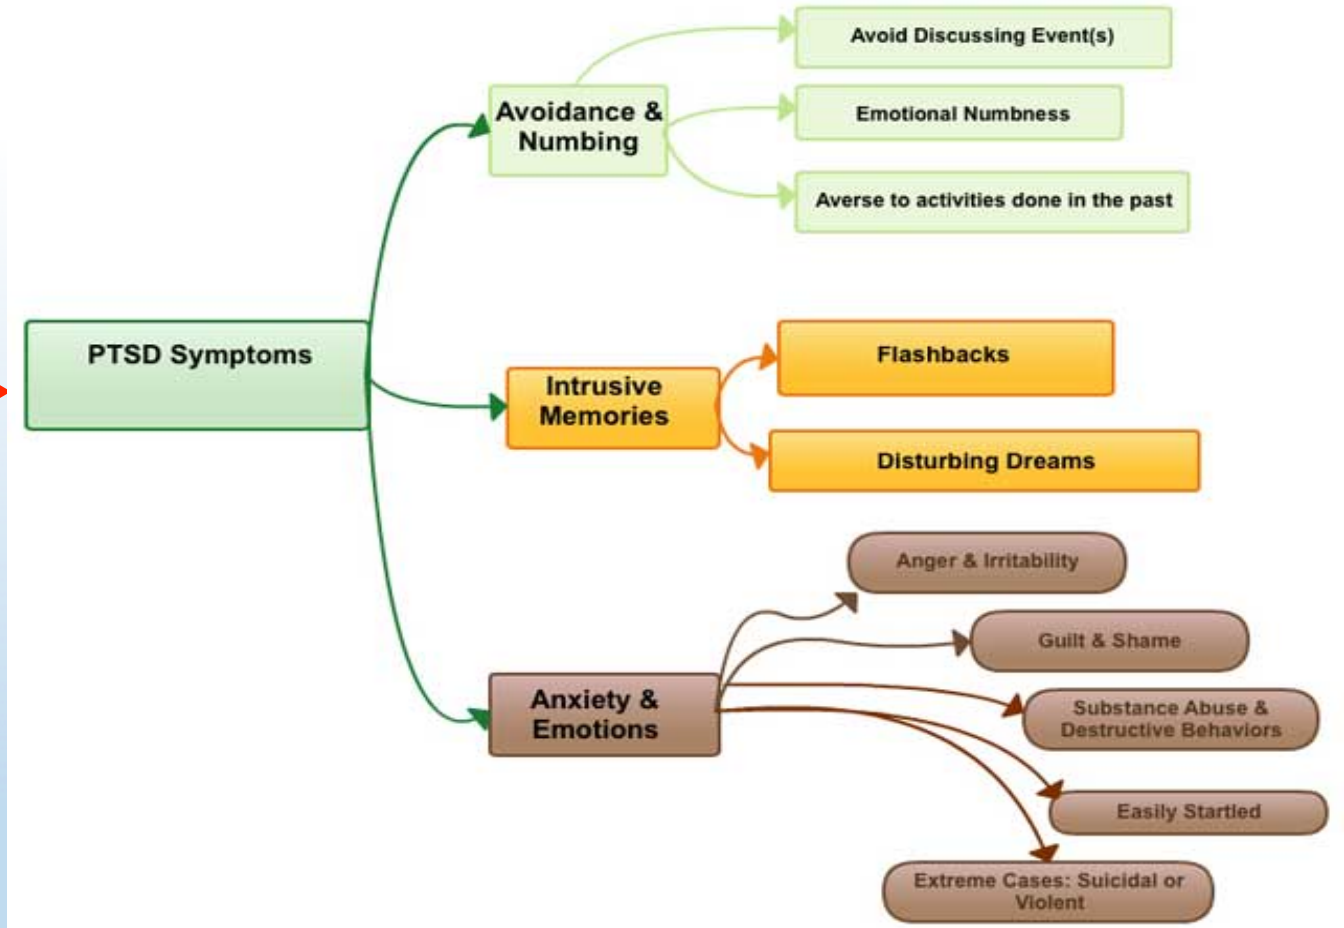 Avoid Discussing Event(s)
Avoidance &
Numbing
Emotional Numbness
Averse to activities done in the past
PTSD Symptoms
Intrusive
Memories
Flashbacks
Disturbing Dreams
Anxiety &
Emotions
Anger & Irritability
Guilt & Shame
Substance Abuse &
Destructive Behaviors
Easily Startled
Extreme Cases: Suicidal or
Violent